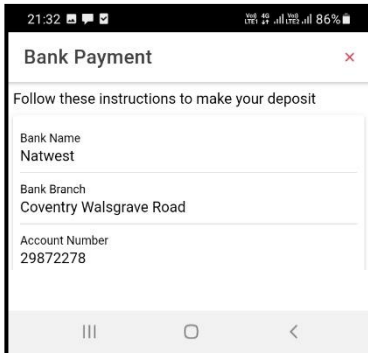 21:32 86%
Bank Payment ×
Follow these instructions to make your deposit
Bank Name
Natwest
Bank Branch
Coventry Walsgrave Road
Account Number
29872278